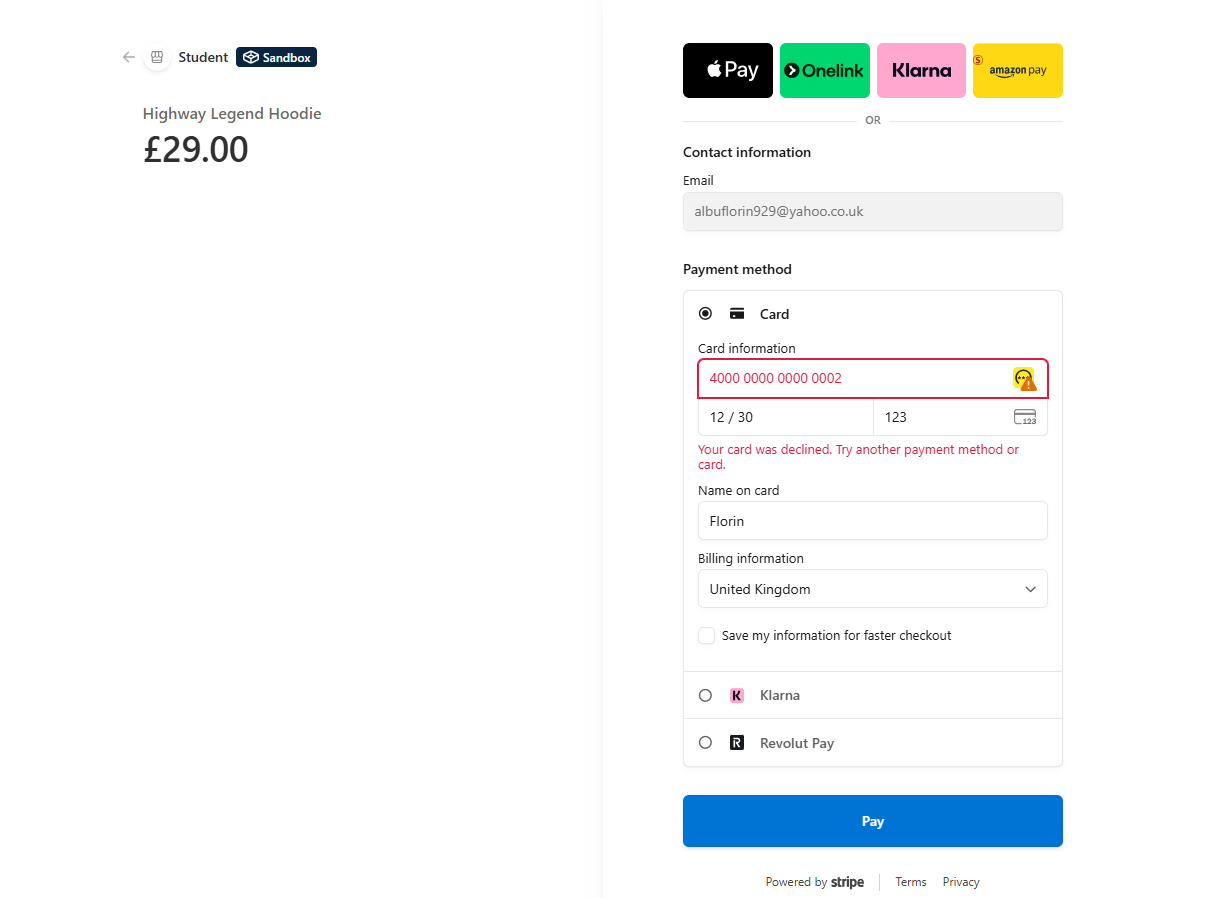 Student Sandbox
Highway Legend Hoodie
£29.00
Pay
Onelink
Klarna
S
amazon pay
OR
Contact information
Email
albuflorin929@yahoo.co.uk
Payment method
Card
Card information
4000 0000 0000 0002
12 / 30
123
123
Your card was declined. Try another payment method or
card.
Name on card
Florin
Billing information
United Kingdom
Save my information for faster checkout
K Klarna
R Revolut Pay
Pay
Powered by stripe
Terms
Privacy